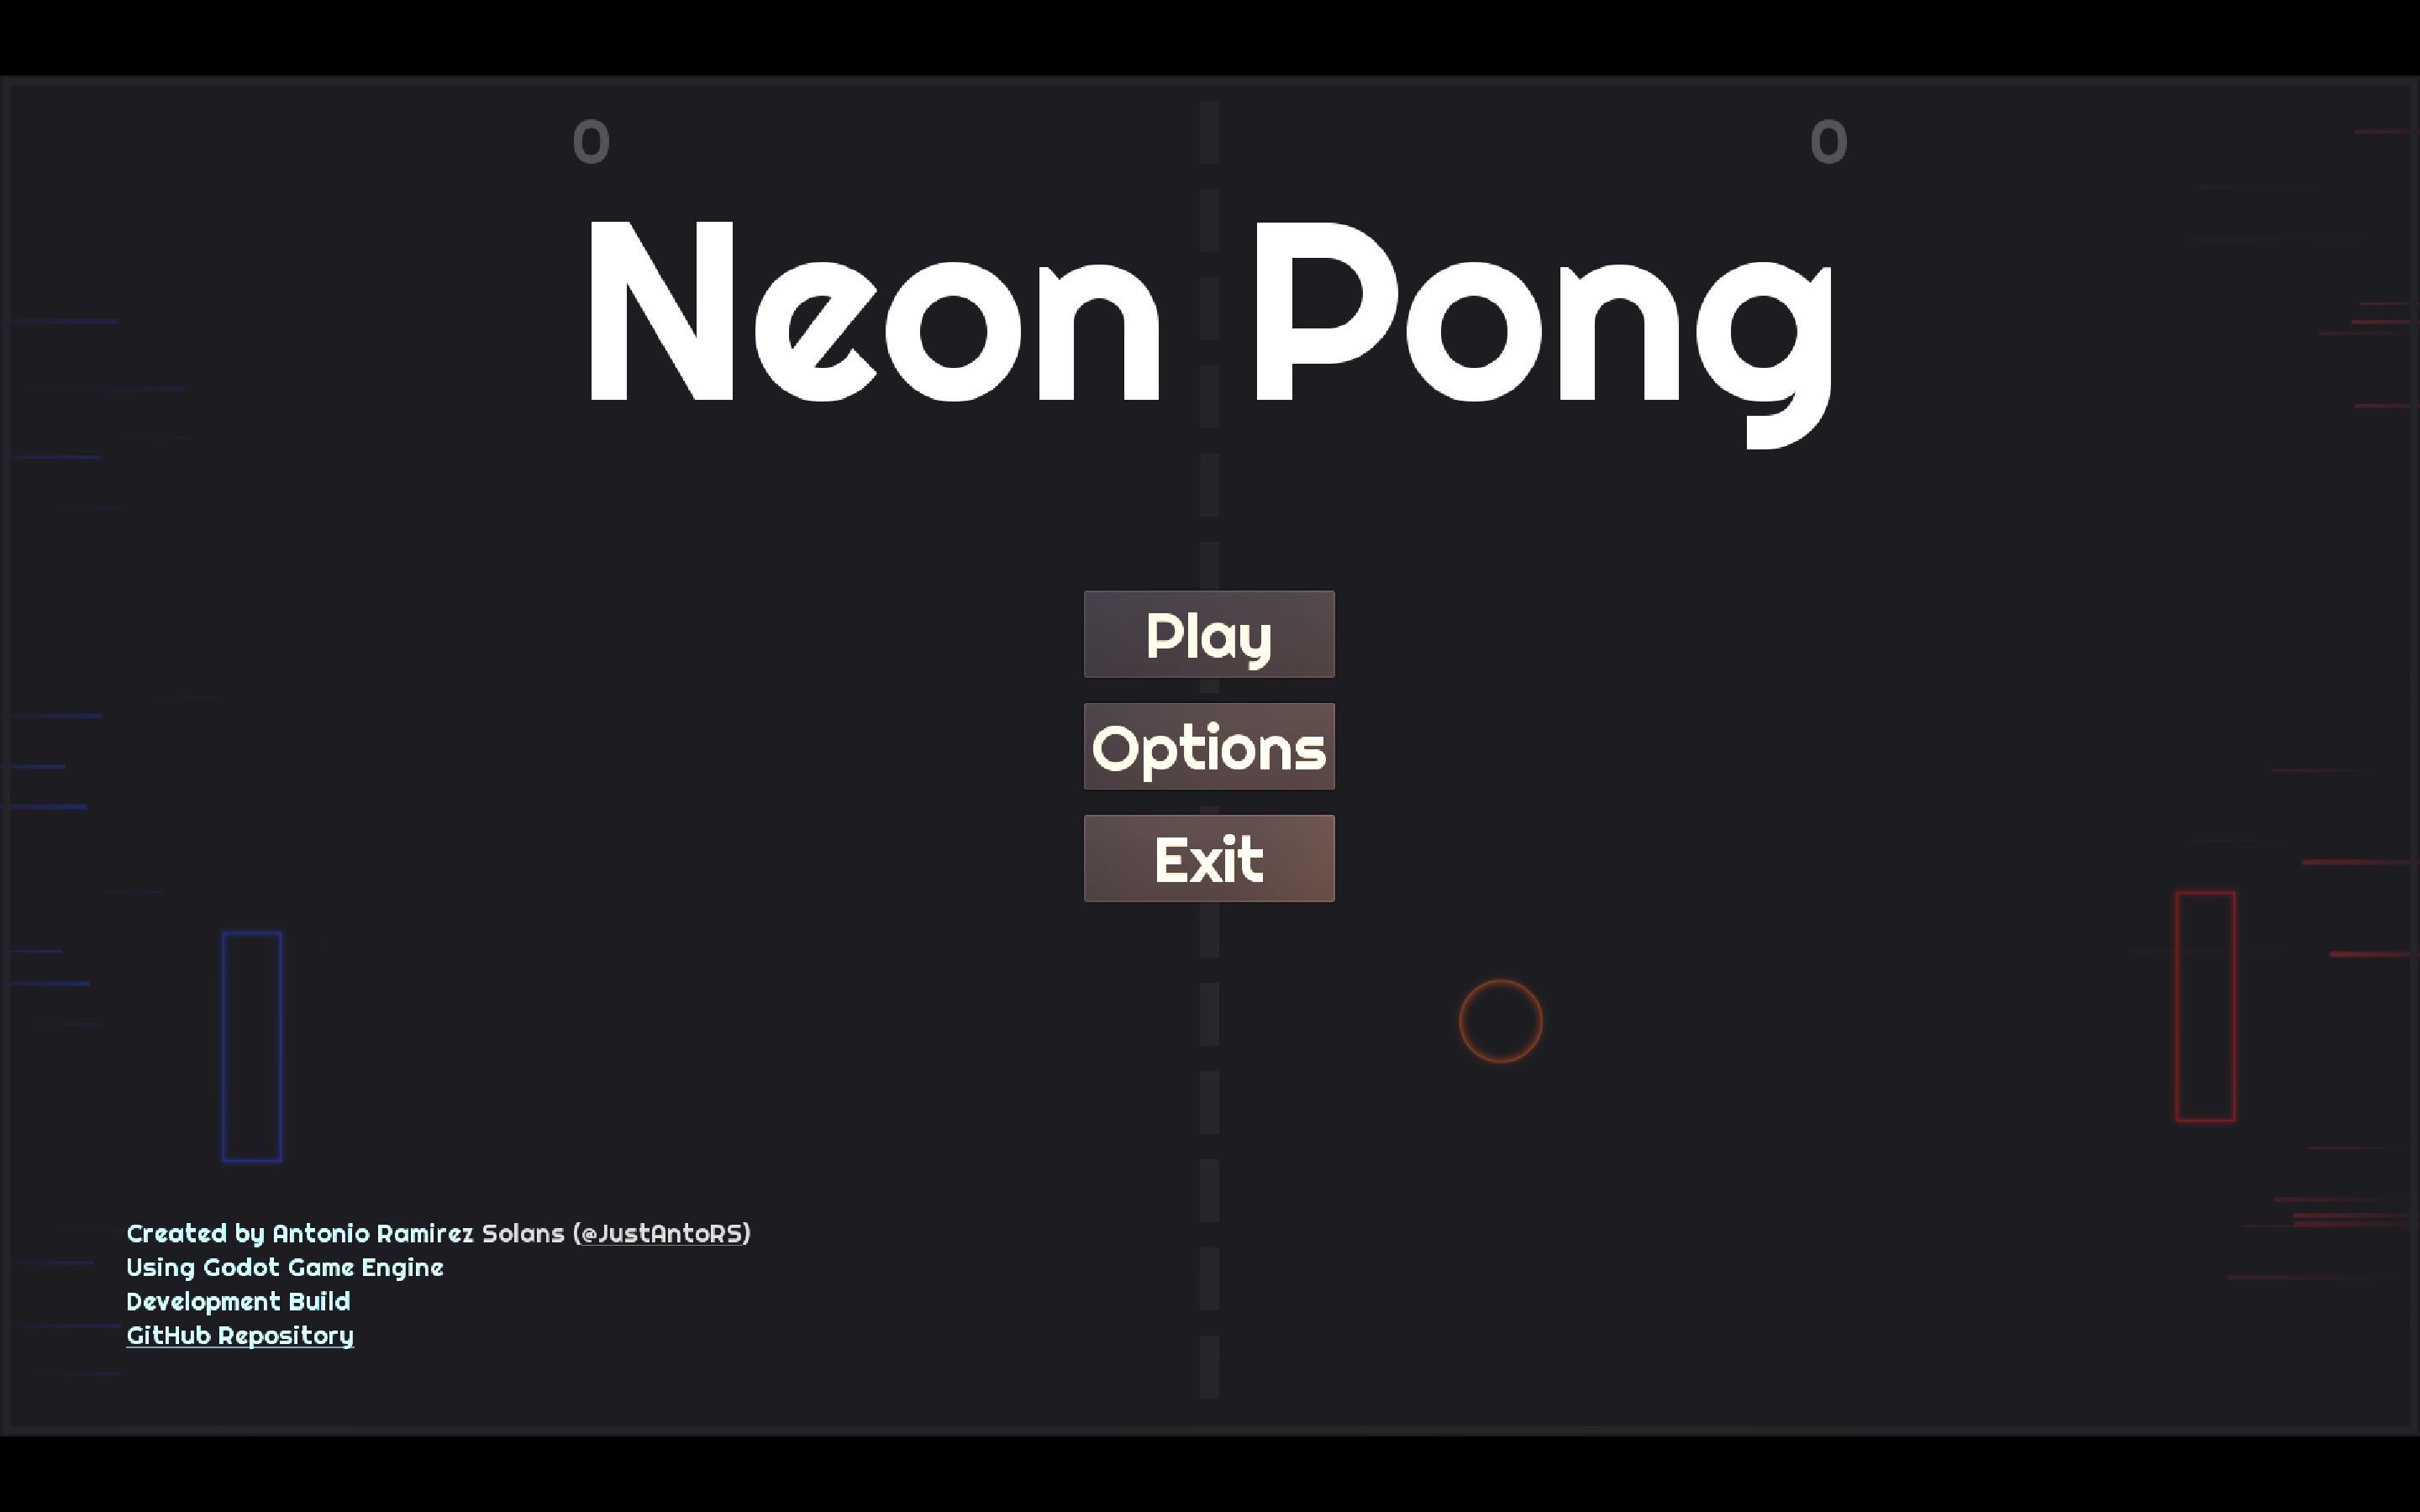 0 0
Neon Pong
Play
Options
Exit
Created by Antonio Ramirez Solans (@JustAntoRS)
Using Godot Game Engine
Development Build
GitHub Repository